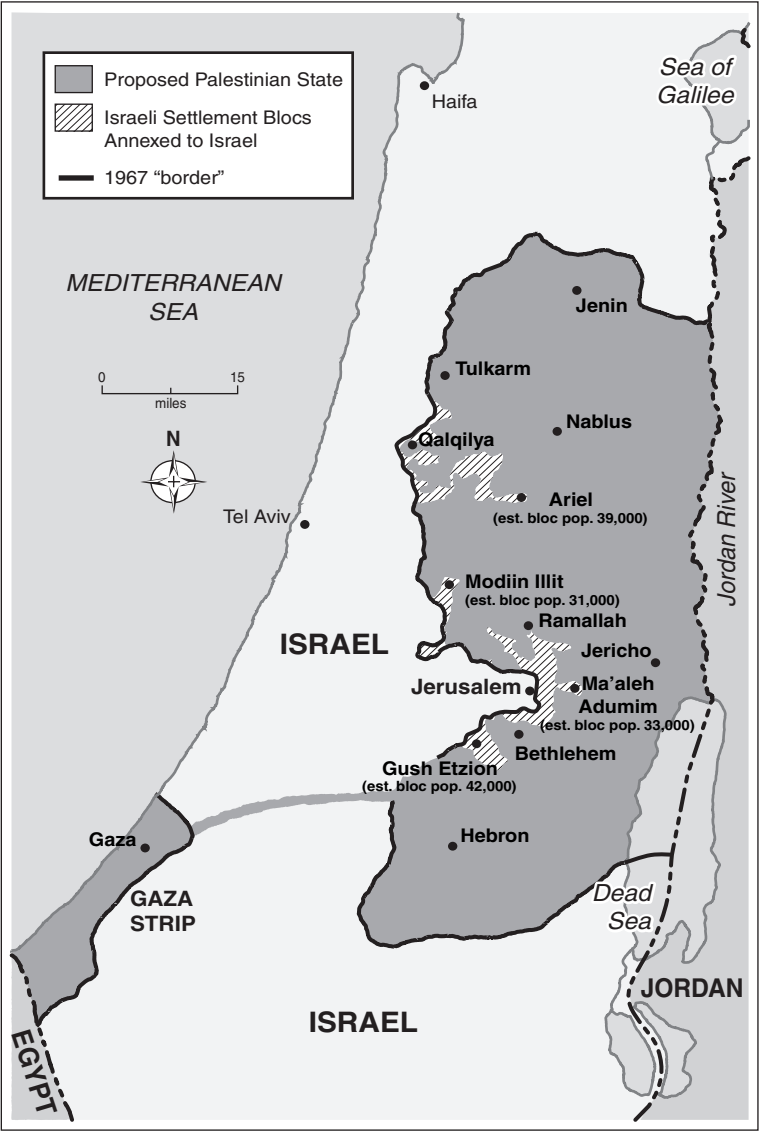 Proposed Palestinian State
Israeli Settlement Blocs
Annexed to Israel
1967 “border”
Sea of
Galilee
Haifa
MEDITERRANEAN
SEA
Jenin
0 15
miles
Tulkarm
N
Nablus
Qalqilya
Jordan River
Ariel
(est. bloc pop. 39,000)
Tel Aviv
Modiin Illit
(est. bloc pop. 31,000)
Ramallah
ISRAEL
Jericho
Jerusalem
Ma’aleh
Adumim
(est. bloc pop. 33,000)
Bethlehem
Gush Etzion
(est. bloc pop. 42,000)
Gaza
Hebron
GAZA
STRIP
Dead
Sea
JORDAN
ISRAEL
EGYPT